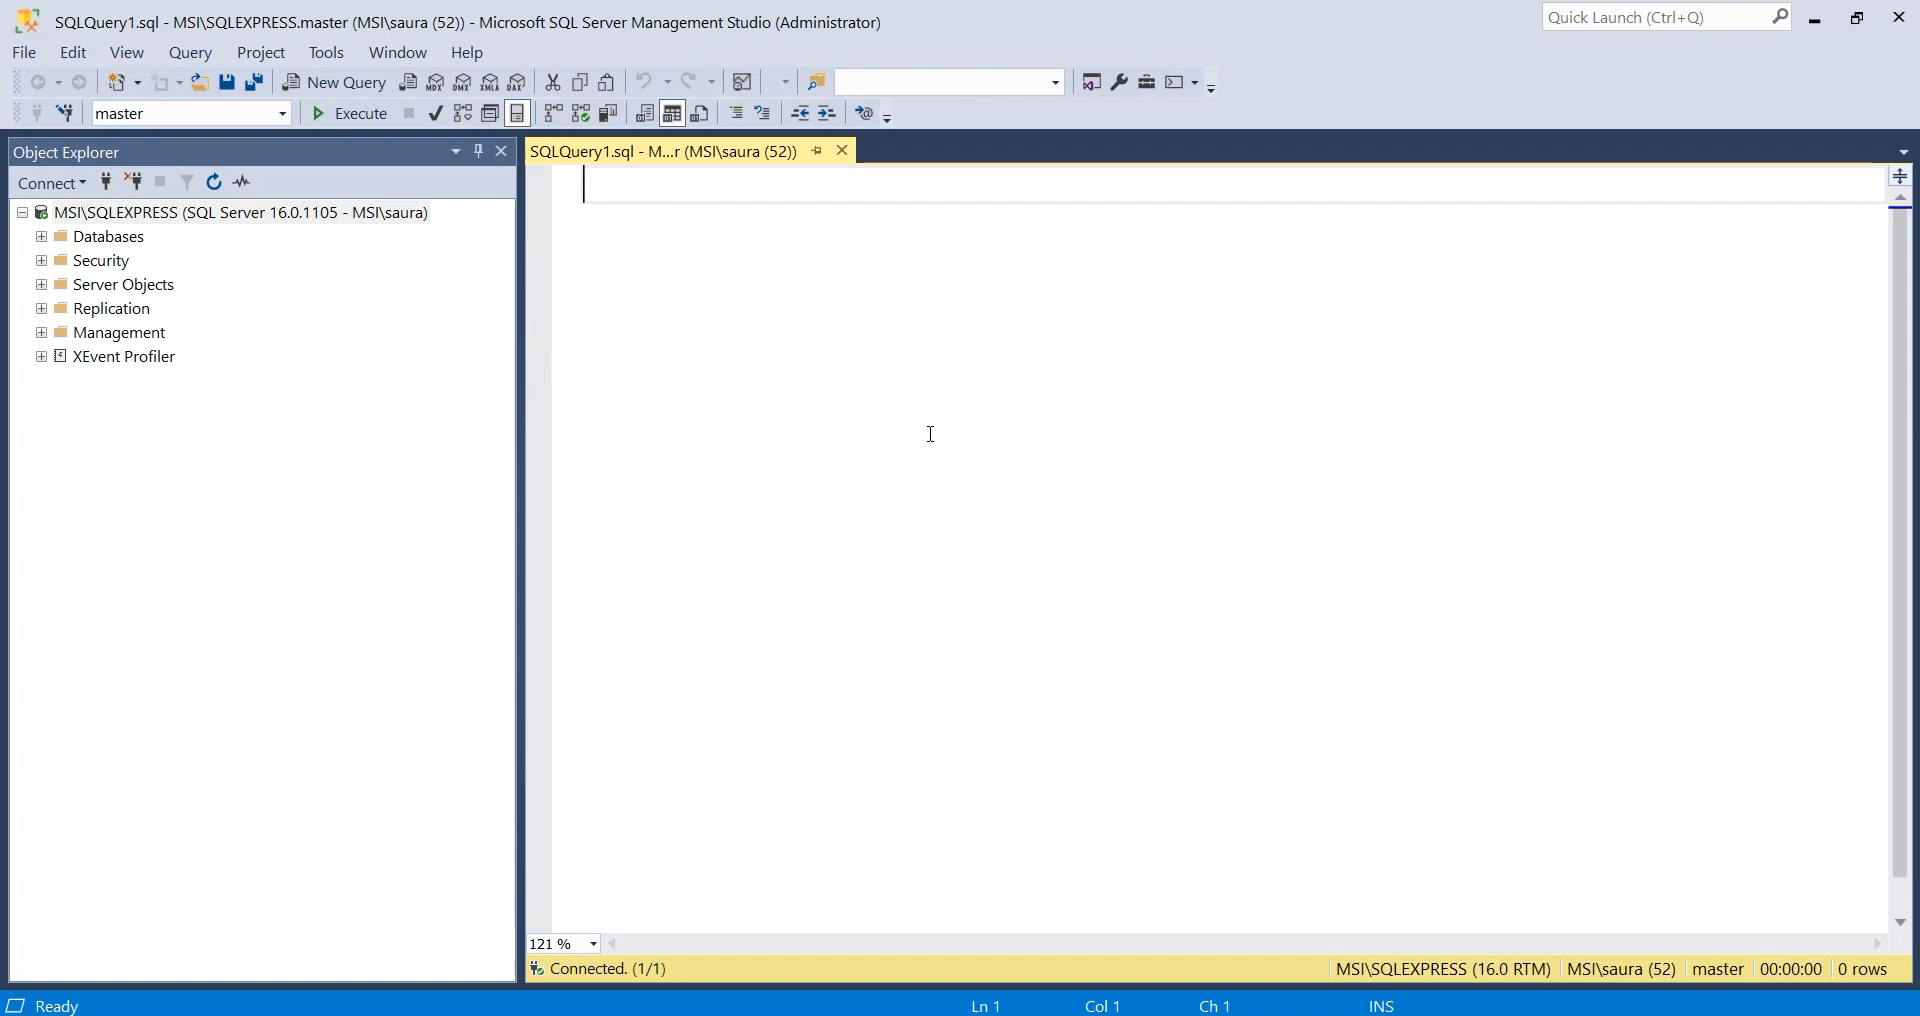 SQLQuery1.sql - MSI\SQLEXPRESS.master (MSI\saura (52)) - Microsoft SQL Server Management Studio (Administrator)
Quick Launch (Ctrl+Q)
File Edit View Query Project Tools Window Help
New Query MDX DMX XMLA DAX
master Execute
Object Explorer
SQLQuery1.sql - M...r (MSI\saura (52))
Connect
MSI\SQLEXPRESS (SQL Server 16.0.1105 - MSI\saura)
Databases
Security
Server Objects
Replication
Management
XEvent Profiler
121 %
Connected. (1/1) MSI\SQLEXPRESS (16.0 RTM) MSI\saura (52) master 00:00:00 0 rows
Ready Ln 1 Col 1 Ch 1 INS